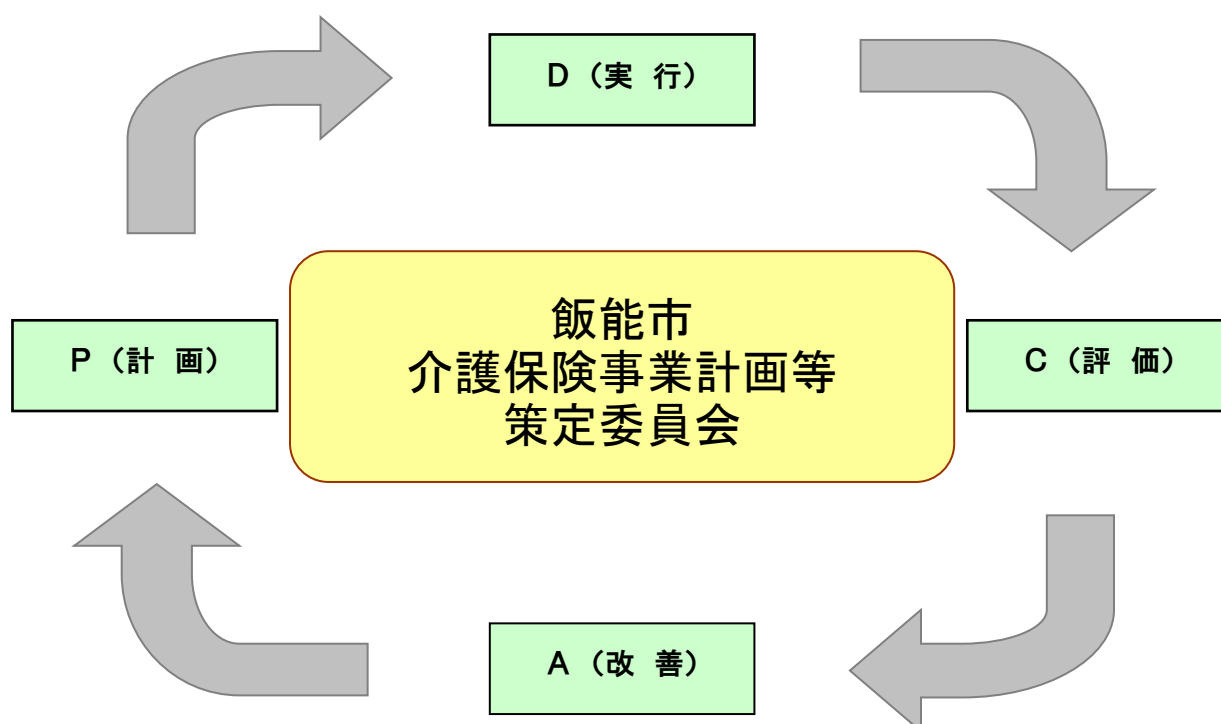 D（実 行）
飯能市
介護保険事業計画等
策定委員会
P（計 画）
C（評 価）
A（改 善）